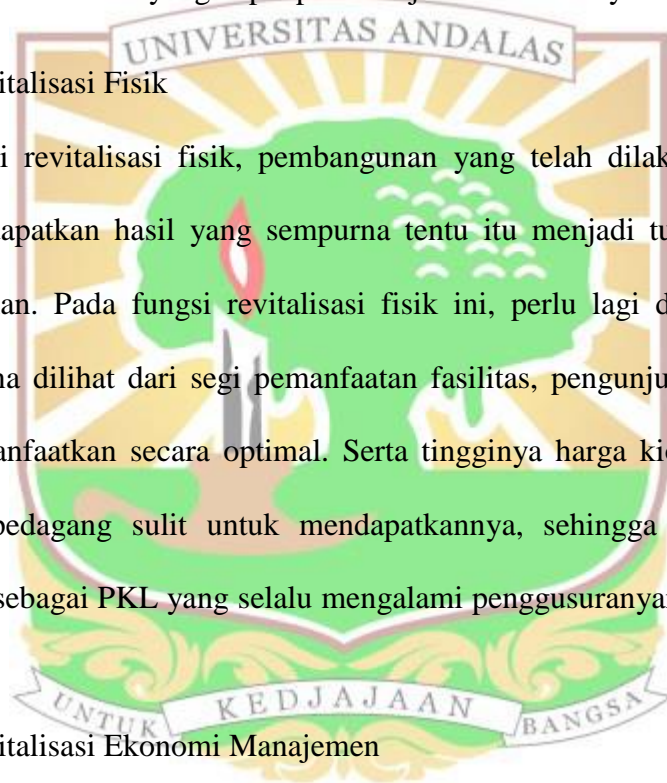 UNIVERSITAS ANDALAS
italisasi Fisik
i revitalisasi fisik, pembangunan yang telah dilak
apatkan hasil yang sempurna tentu itu menjadi tu
an. Pada fungsi revitalisasi fisik ini, perlu lagi d
na dilihat dari segi pemanfaatan fasilitas, pengunju
anfaatkan secara optimal. Serta tingginya harga kio
pedagang sulit untuk mendapatkannya, sehingga
sebagai PKL yang selalu mengalami penggusuranya
UNTUK KEDJAJAAN BANGSA
italisasi Ekonomi Manajemen